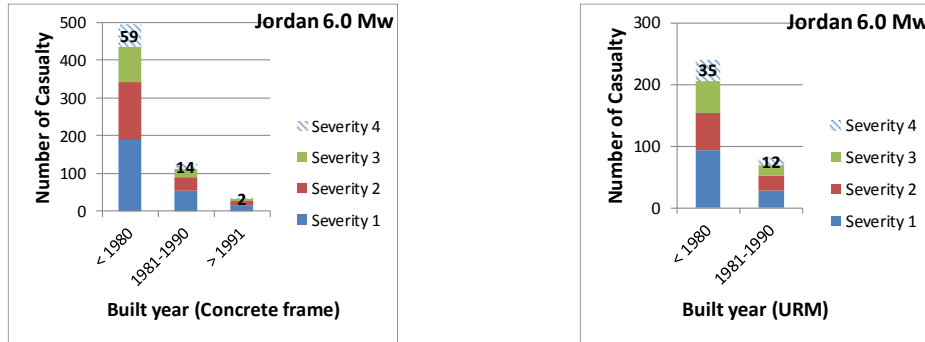 Jordan 6.0 Mw
Number of Casualty
500
400
300
200
100
0
59
14
2
Severity 4
Severity 3
Severity 2
Severity 1
< 1980
1981-1990
> 1991
Built year (Concrete frame)
Jordan 6.0 Mw
Number of Casualty
300
200
100
0
35
12
Severity 4
Severity 3
Severity 2
Severity 1
< 1980
1981-1990
Built year (URM)